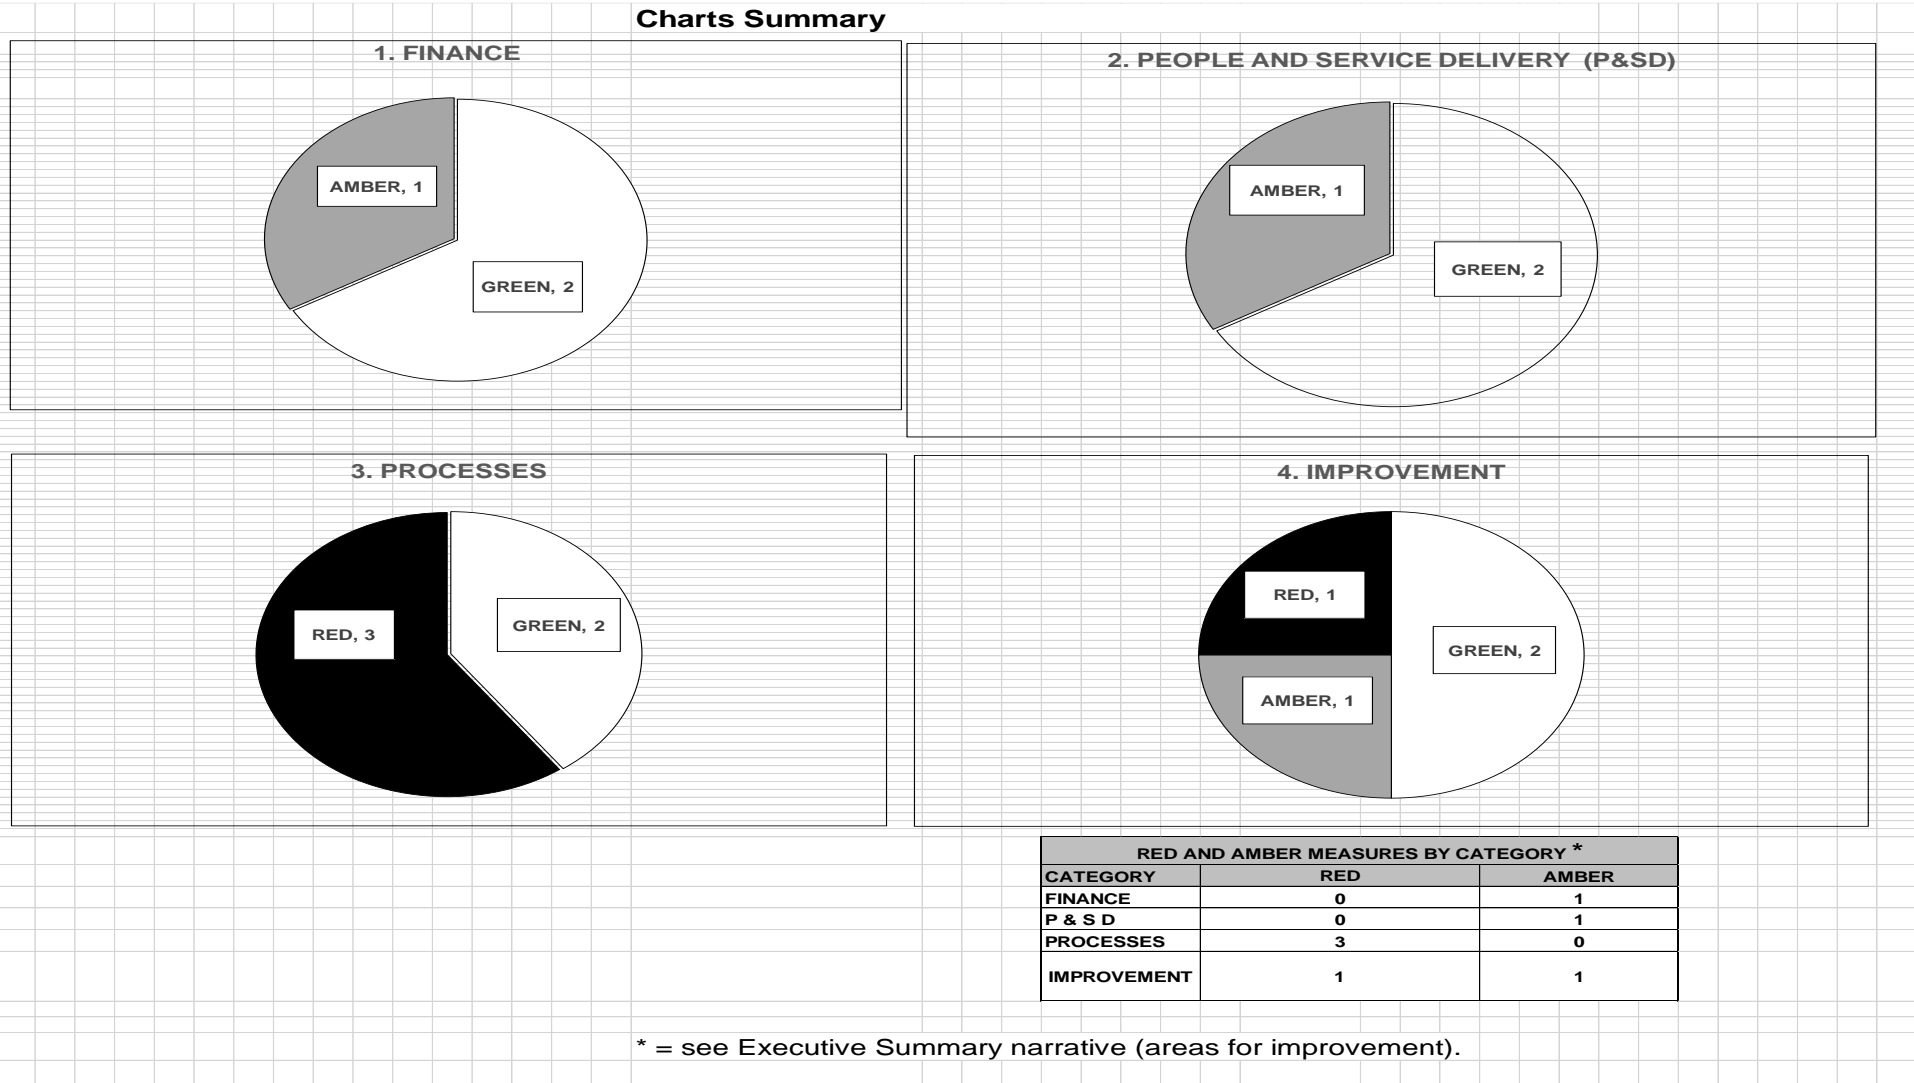 Charts Summary
1. FINANCE
AMBER, 1
GREEN, 2
2. PEOPLE AND SERVICE DELIVERY (P&SD)
AMBER, 1
GREEN, 2
3. PROCESSES
RED, 3
GREEN, 2
4. IMPROVEMENT
RED, 1
GREEN, 2
AMBER, 1
RED AND AMBER MEASURES BY CATEGORY *
CATEGORY RED AMBER
FINANCE 0 1
P & S D 0 1
PROCESSES 3 0
IMPROVEMENT 1 1
* = see Executive Summary narrative (areas for improvement).